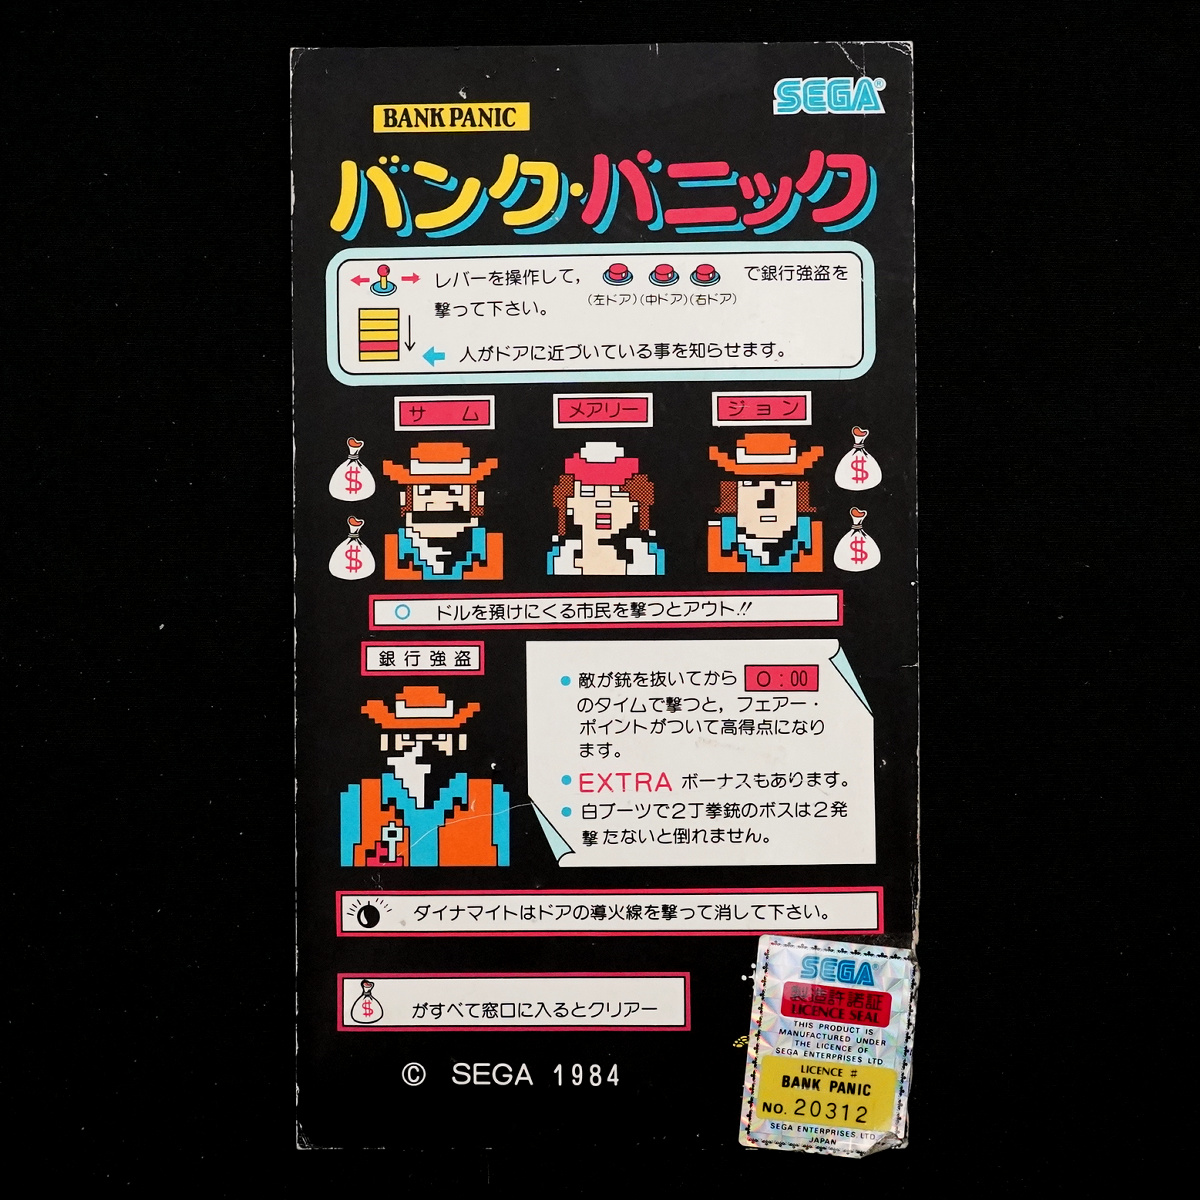 SEGA®
BANK PANIC
バンク・パニック
レバーを操作して, で銀行強盗を
(左ドア)(中ドア)(右ドア)
撃って下さい。
人がドアに近づいている事を知らせます。
サム
メアリー
ジョン
$
$
$
$
ドルを預けにくる市民を撃つとアウト!!
銀行強盗
敵が銃を抜いてから 0:00
のタイムで撃つと, フェアー・
ポイントがついて高得点になり
ます。
EXTRA ボーナスもあります。
白ブーツで2丁拳銃のボスは2発
撃たないと倒れません。
ダイナマイトはドアの導火線を撃って消して下さい。
$ がすべて窓口に入るとクリアー
© SEGA 1984
SEGA®
製造許諾証
LICENCE SEAL
THIS PRODUCT IS
MANUFACTURED UNDER
THE LICENCE OF
SEGA ENTERPRISES LTD
LICENCE #
BANK PANIC
NO. 20312
SEGA ENTERPRISES LTD.
JAPAN